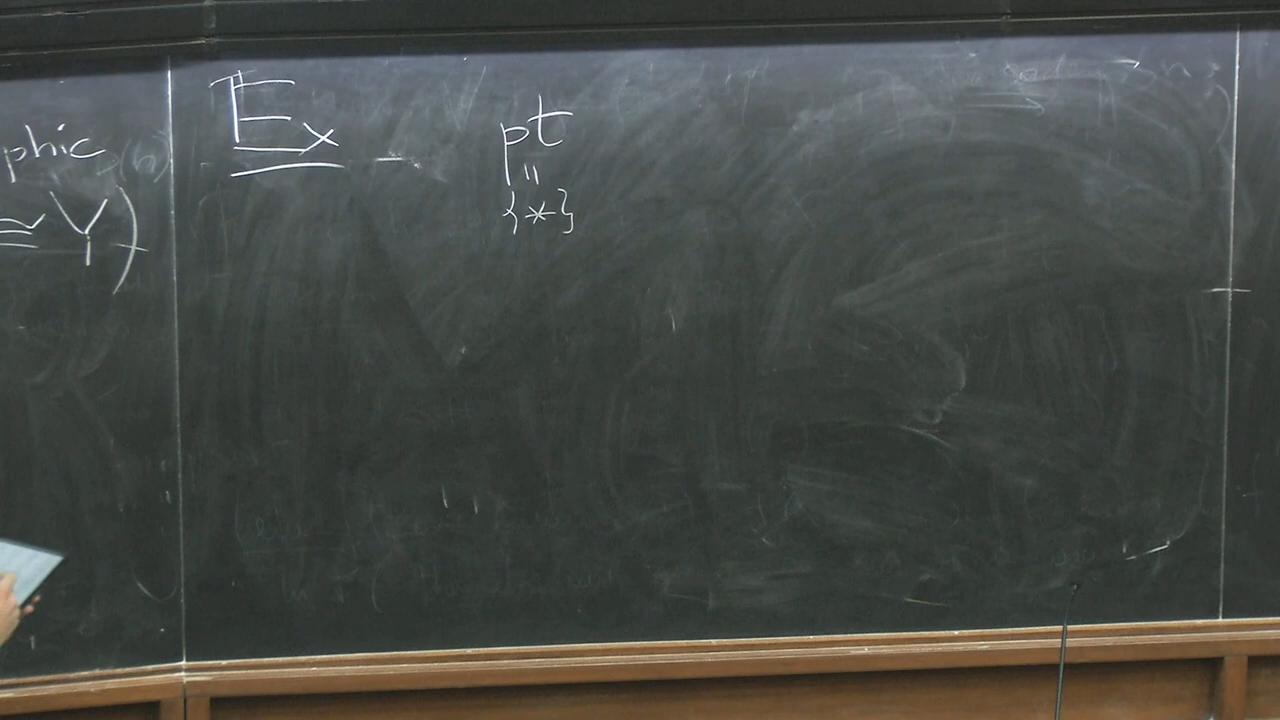 phic
≅ Y)
Ex
pt
=
{*}